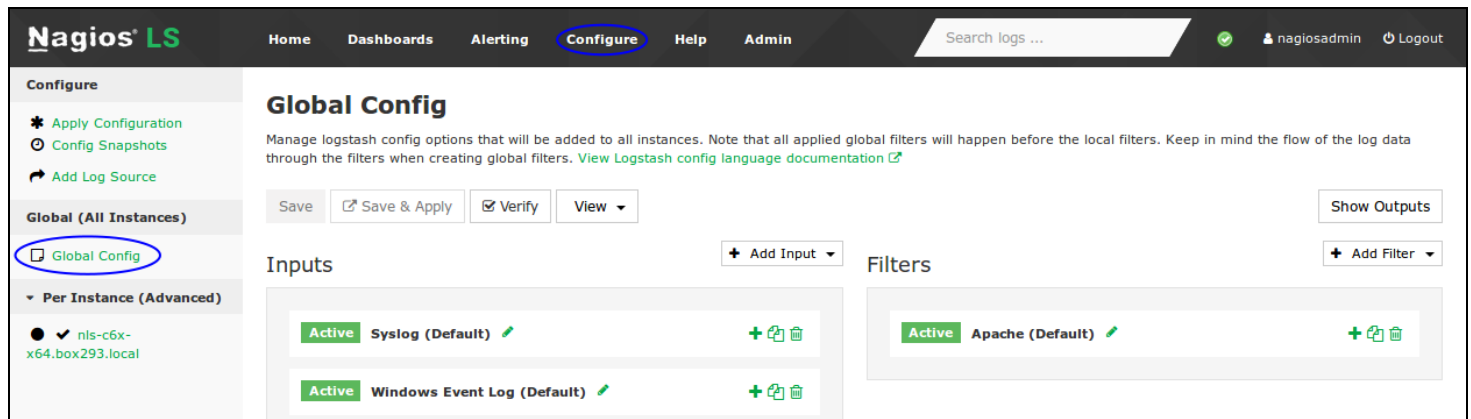 Nagios® LS
Home Dashboards Alerting Configure Help Admin
Search logs ...
nagiosadmin Logout
Configure
Apply Configuration
Config Snapshots
Add Log Source
Global (All Instances)
Global Config
Per Instance (Advanced)
nls-c6x-
x64.box293.local
Global Config
Manage logstash config options that will be added to all instances. Note that all applied global filters will happen before the local filters. Keep in mind the flow of the log data
through the filters when creating global filters. View Logstash config language documentation
Save Save & Apply Verify View
Show Outputs
Inputs
Add Input
Active Syslog (Default)
Active Windows Event Log (Default)
Filters
Add Filter
Active Apache (Default)